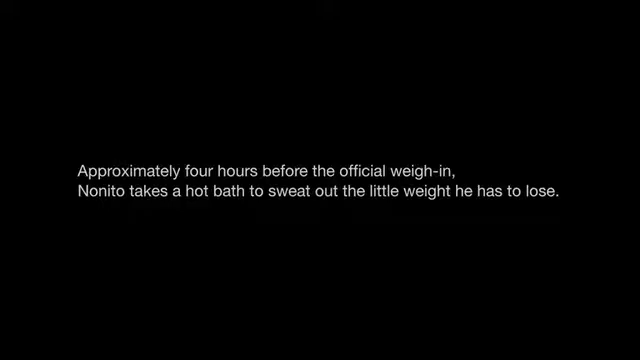 Approximately four hours before the official weigh-in,
Nonito takes a hot bath to sweat out the little weight he has to lose.